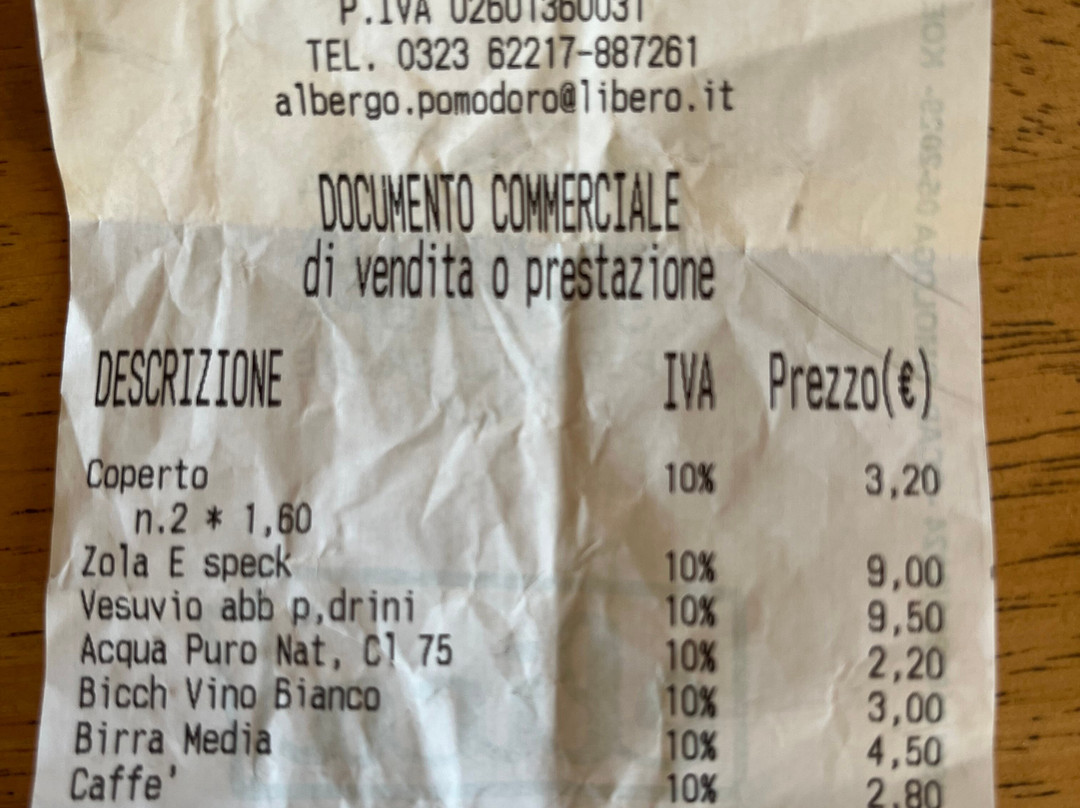 P.IVA 02601360031
TEL. 0323 62217-887261
albergo.pomodoro@libero.it
DOCUMENTO COMMERCIALE
di vendita o prestazione
DESCRIZIONE IVA Prezzo(€)
Coperto 10% 3,20
n.2 * 1,60
Zola E speck 10% 9,00
Vesuvio abb p,drini 10% 9,50
Acqua Puro Nat, Cl 75 10% 2,20
Bicch Vino Bianco 10% 3,00
Birra Media 10% 4,50
Caffe' 10% 2,80